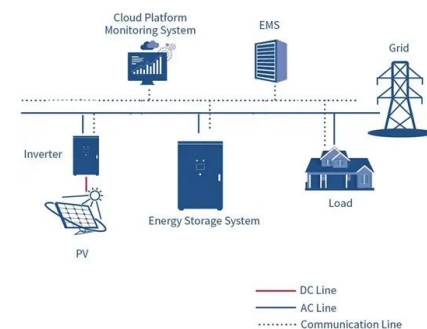 Cloud Platform
Monitoring System
EMS
Grid
Inverter
Energy Storage System
Load
PV
DC Line
AC Line
Communication Line